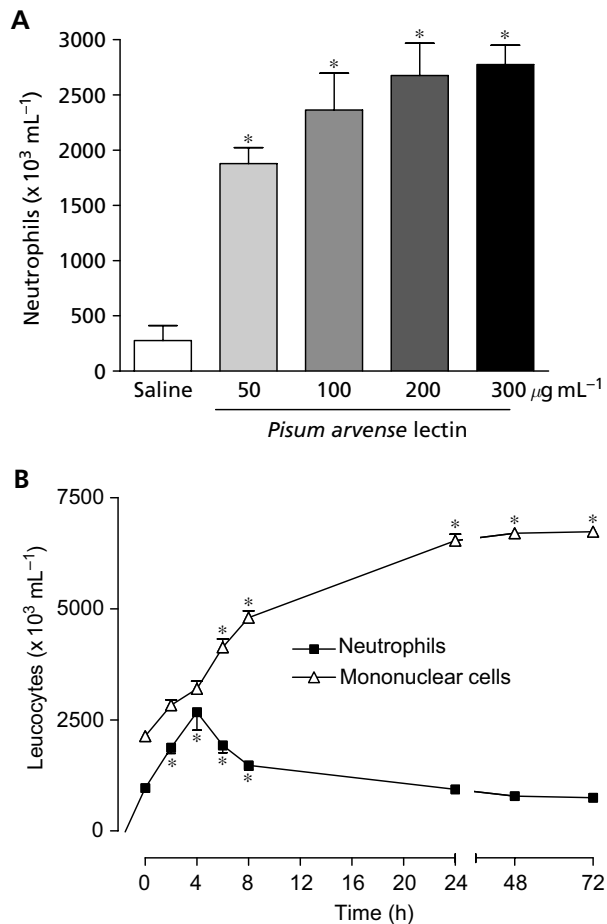 A
Neutrophils (x 10³ mL⁻¹)
3000
2500
2000
1500
1000
500
0
* * * *
Saline 50 100 200 300 μg mL⁻¹
Pisum arvense lectin
B
Leucocytes (x 10³ mL⁻¹)
7500
5000
2500
0
* * * * *
Neutrophils
Mononuclear cells
* * * *
0 4 8 12 16 20 24 48 72
Time (h)